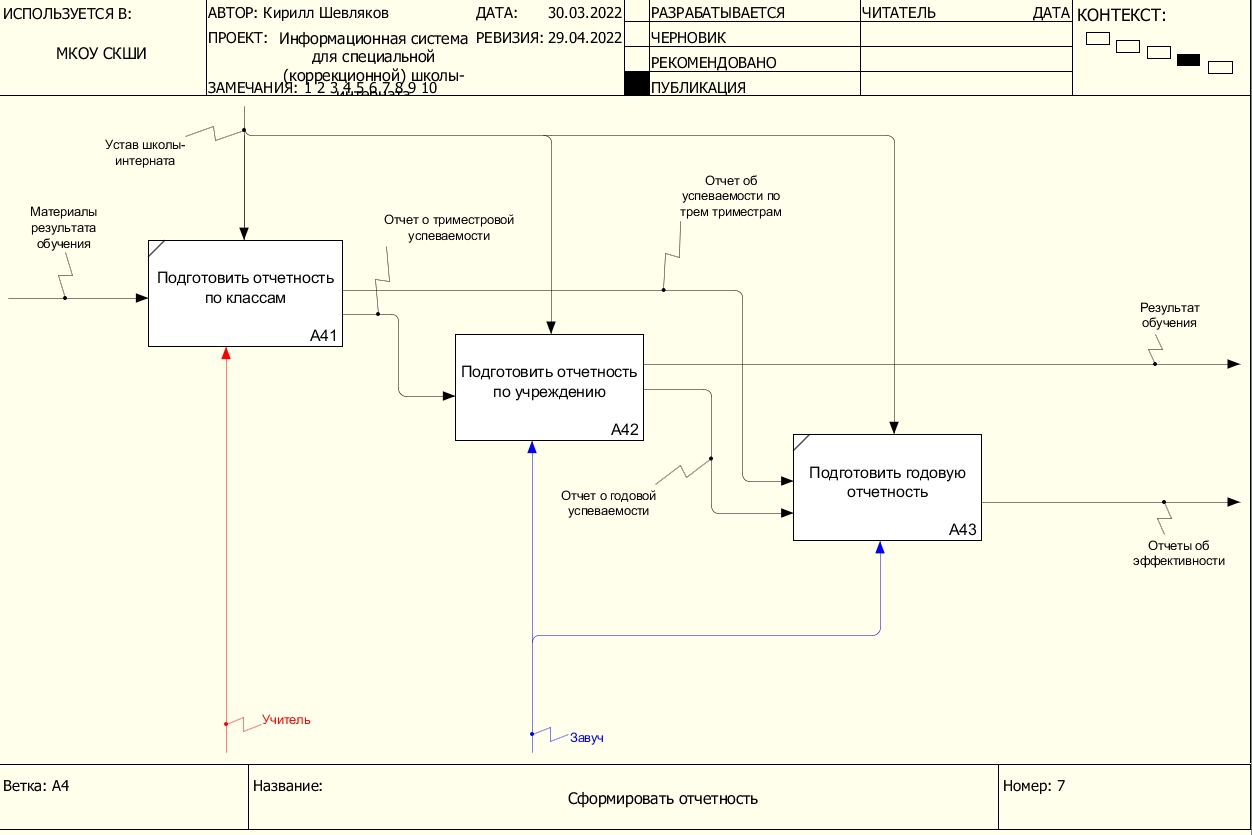 ИСПОЛЬЗУЕТСЯ В:
МКОУ СКШИ
АВТОР: Кирилл Шевляков
ДАТА: 30.03.2022
ПРОЕКТ: Информационная система
для специальной
(коррекционной) школы-
интерната
РЕВИЗИЯ: 29.04.2022
ЗАМЕЧАНИЯ: 1 2 3 4 5 6 7 8 9 10
РАЗРАБАТЫВАЕТСЯ
ЧЕРНОВИК
РЕКОМЕНДОВАНО
ПУБЛИКАЦИЯ
ЧИТАТЕЛЬ
ДАТА
КОНТЕКСТ:
Устав школы-
интерната
Материалы
результата
обучения
Отчет о триместровой
успеваемости
Отчет об
успеваемости по
трем триместрам
Подготовить отчетность
по классам
A41
Результат
обучения
Подготовить отчетность
по учреждению
A42
Отчет о годовой
успеваемости
Подготовить годовую
отчетность
A43
Отчеты об
эффективности
Учитель
Завуч
Ветка: A4
Название:
Сформировать отчетность
Номер: 7